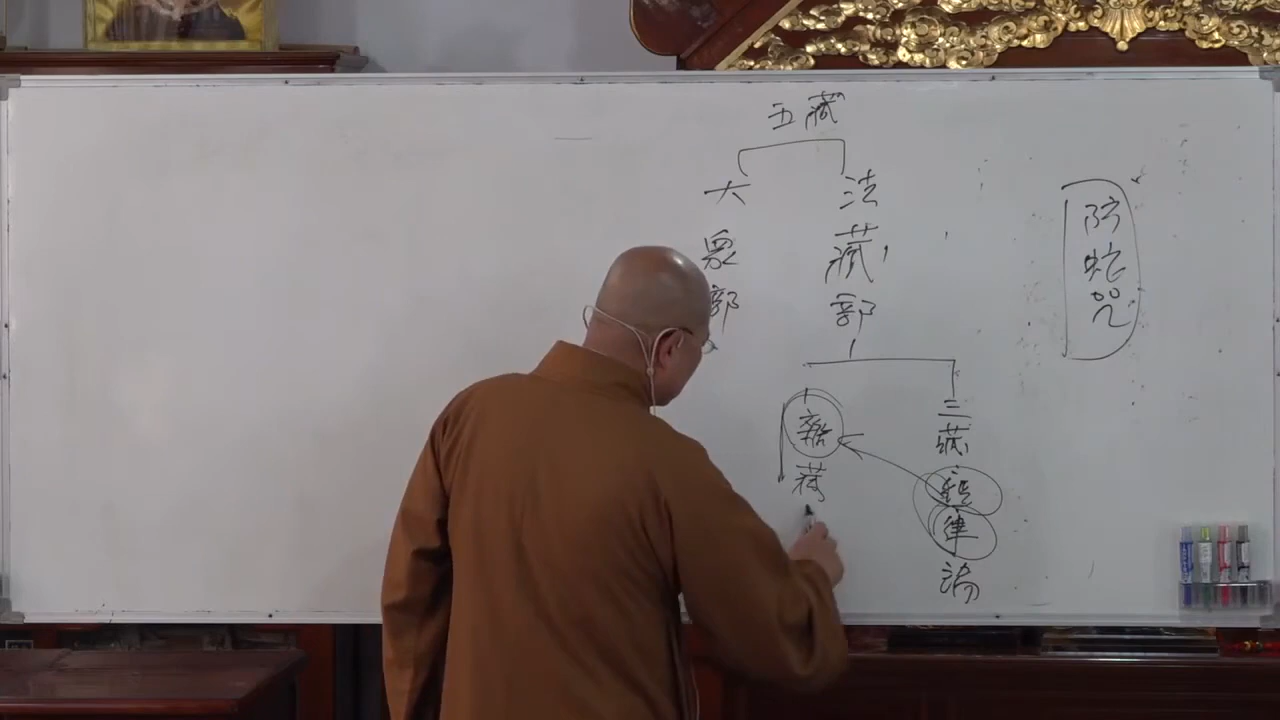 五藏
法藏部
大眾部
防蛇咒
三藏
經
律
論
雜
藏